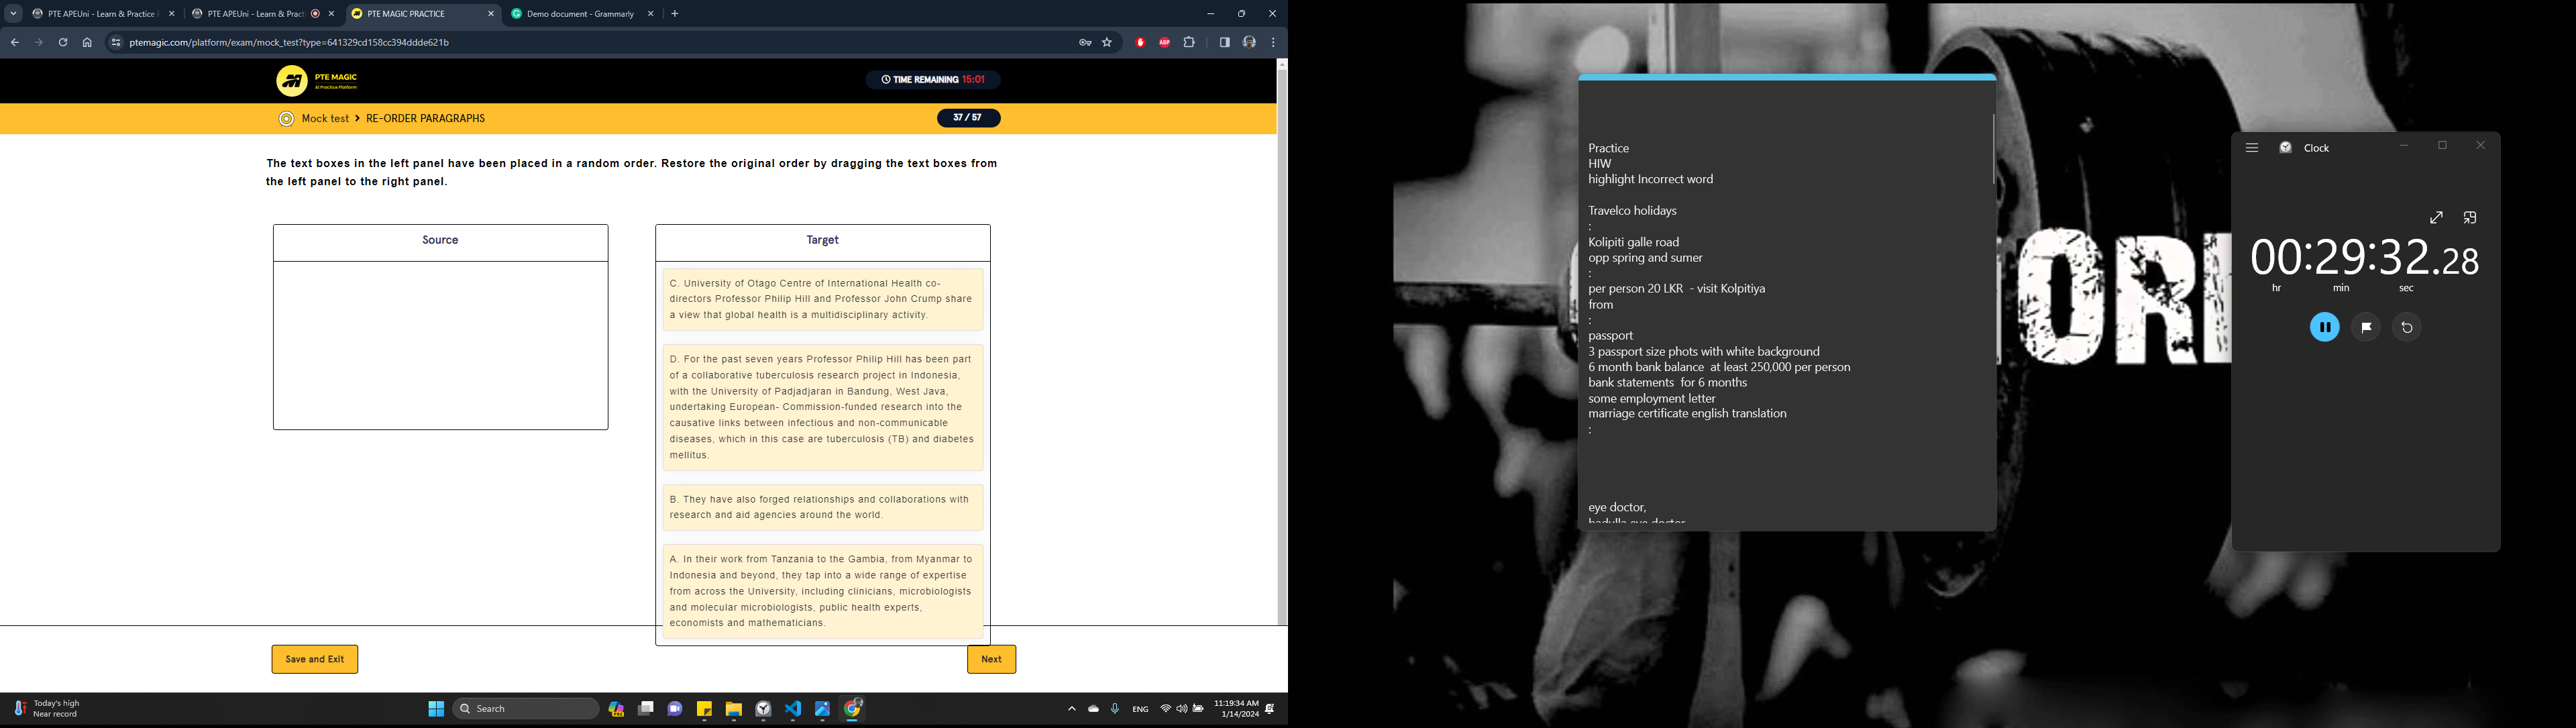 PTE APEUni - Learn & Practice F
PTE APEUni - Learn & Practi
PTE MAGIC PRACTICE
Demo document - Grammarly
ptemagic.com/platform/exam/mock_test?type=641329cd158cc394ddde621b
ABP
PTE MAGIC
AI Practice Platform
TIME REMAINING 15:01
Mock test > RE-ORDER PARAGRAPHS
37 / 57
The text boxes in the left panel have been placed in a random order. Restore the original order by dragging the text boxes from
the left panel to the right panel.
Source
Target
C. University of Otago Centre of International Health co-
directors Professor Philip Hill and Professor John Crump share
a view that global health is a multidisciplinary activity.
D. For the past seven years Professor Philip Hill has been part
of a collaborative tuberculosis research project in Indonesia,
with the University of Padjadjaran in Bandung, West Java,
undertaking European- Commission-funded research into the
causative links between infectious and non-communicable
diseases, which in this case are tuberculosis (TB) and diabetes
mellitus.
B. They have also forged relationships and collaborations with
research and aid agencies around the world.
A. In their work from Tanzania to the Gambia, from Myanmar to
Indonesia and beyond, they tap into a wide range of expertise
from across the University, including clinicians, microbiologists
and molecular microbiologists, public health experts,
economists and mathematicians.
Save and Exit
Next
Today's high
Near record
Search
ENG
11:19:34 AM
1/14/2024
Practice
HIW
highlight Incorrect word
Travelco holidays
:
Kolipiti galle road
opp spring and sumer
:
per person 20 LKR - visit Kolpitiya
from
:
passport
3 passport size phots with white background
6 month bank balance at least 250,000 per person
bank statements for 6 months
some employment letter
marriage certificate english translation
:
eye doctor,
badulla eye doctor
Clock
00:29:32.28
hr min sec